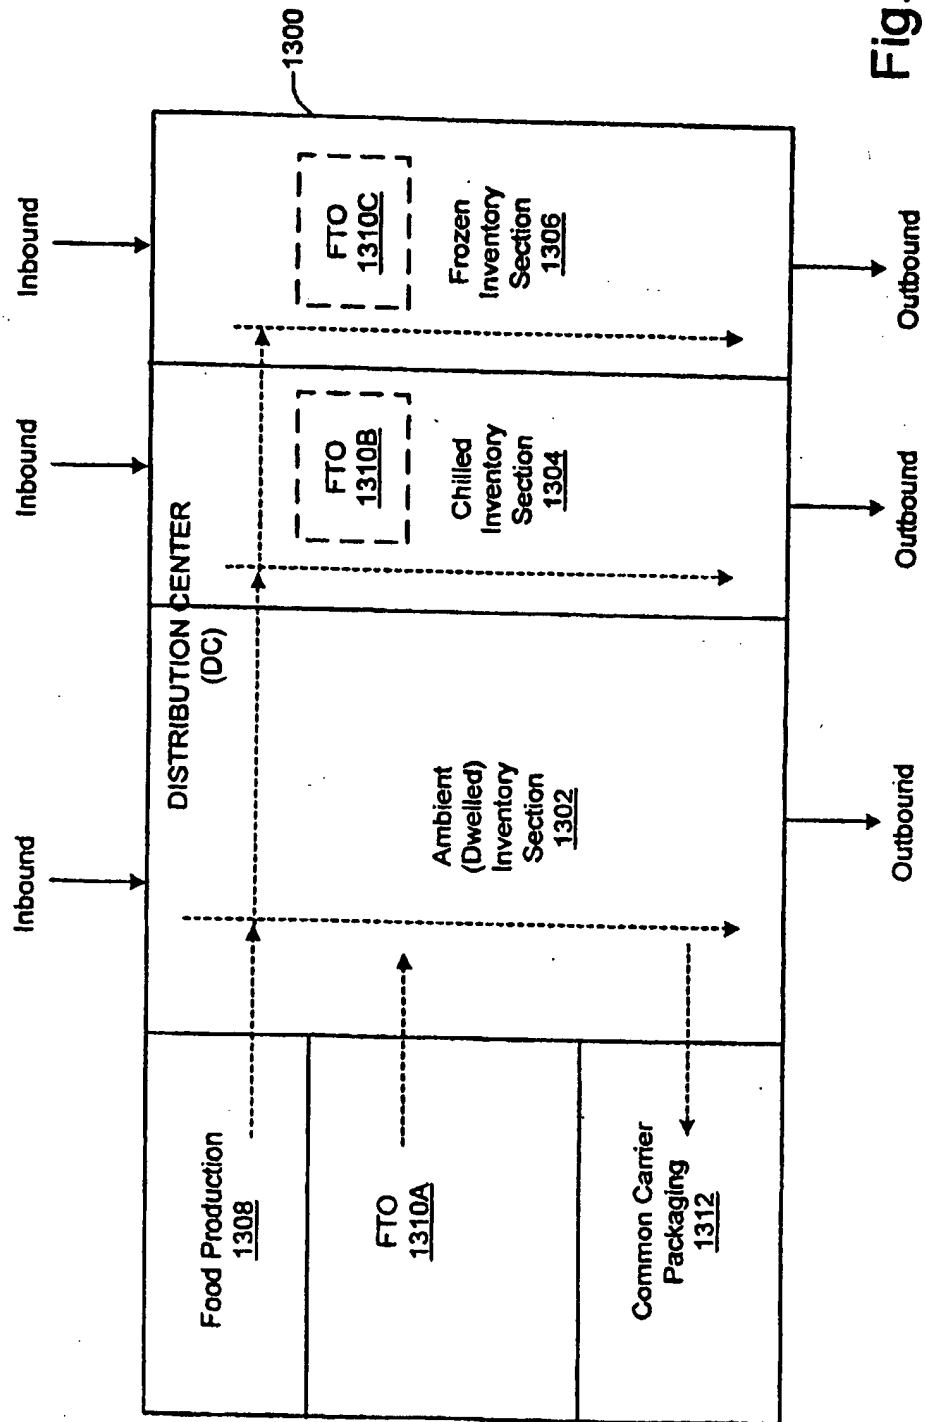 Inbound
Inbound
Inbound
1300
DISTRIBUTION CENTER
(DC)
Food Production
1308
FTO
1310A
Common Carrier
Packaging
1312
Ambient
(Dwelled)
Inventory
Section
1302
FTO
1310B
Chilled
Inventory
Section
1304
FTO
1310C
Frozen
Inventory
Section
1306
Outbound
Outbound
Outbound
Fig.